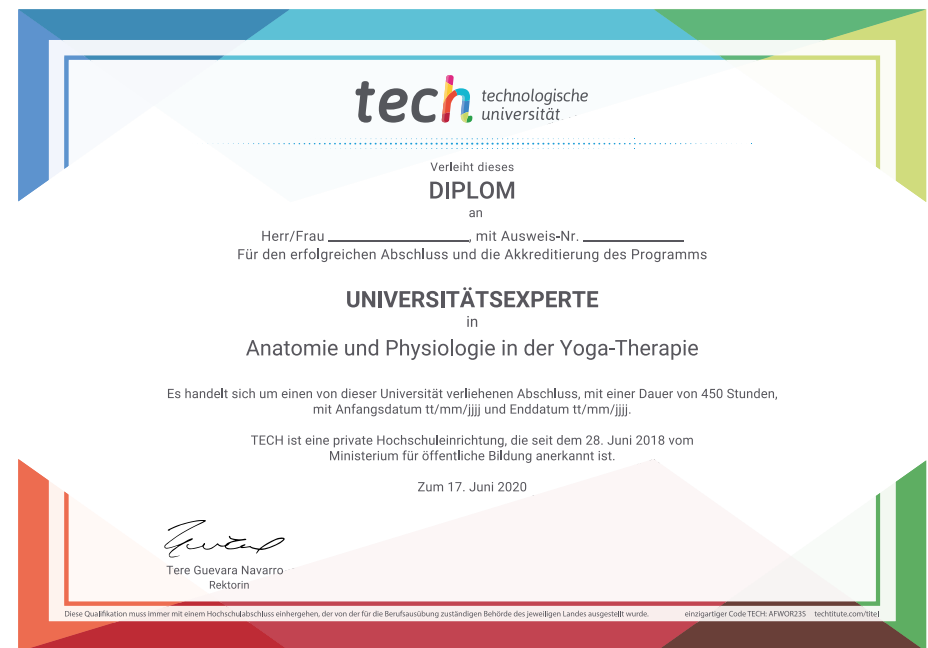 tech technologische
universität
Verleiht dieses
DIPLOM
an
Herr/Frau ____________________, mit Ausweis-Nr. ______________
Für den erfolgreichen Abschluss und die Akkreditierung des Programms
UNIVERSITÄTSEXPERTE
in
Anatomie und Physiologie in der Yoga-Therapie
Es handelt sich um einen von dieser Universität verliehenen Abschluss, mit einer Dauer von 450 Stunden,
mit Anfangsdatum tt/mm/jjjj und Enddatum tt/mm/jjjj.
TECH ist eine private Hochschuleinrichtung, die seit dem 28. Juni 2018 vom
Ministerium für öffentliche Bildung anerkannt ist.
Zum 17. Juni 2020
Tere Guevara Navarro
Rektorin
Diese Qualifikation muss immer mit einem Hochschulabschluss einhergehen, der von der für die Berufsausübung zuständigen Behörde des jeweiligen Landes ausgestellt wurde. einzigartiger Code TECH: AFWOR23S techtitute.com/titel